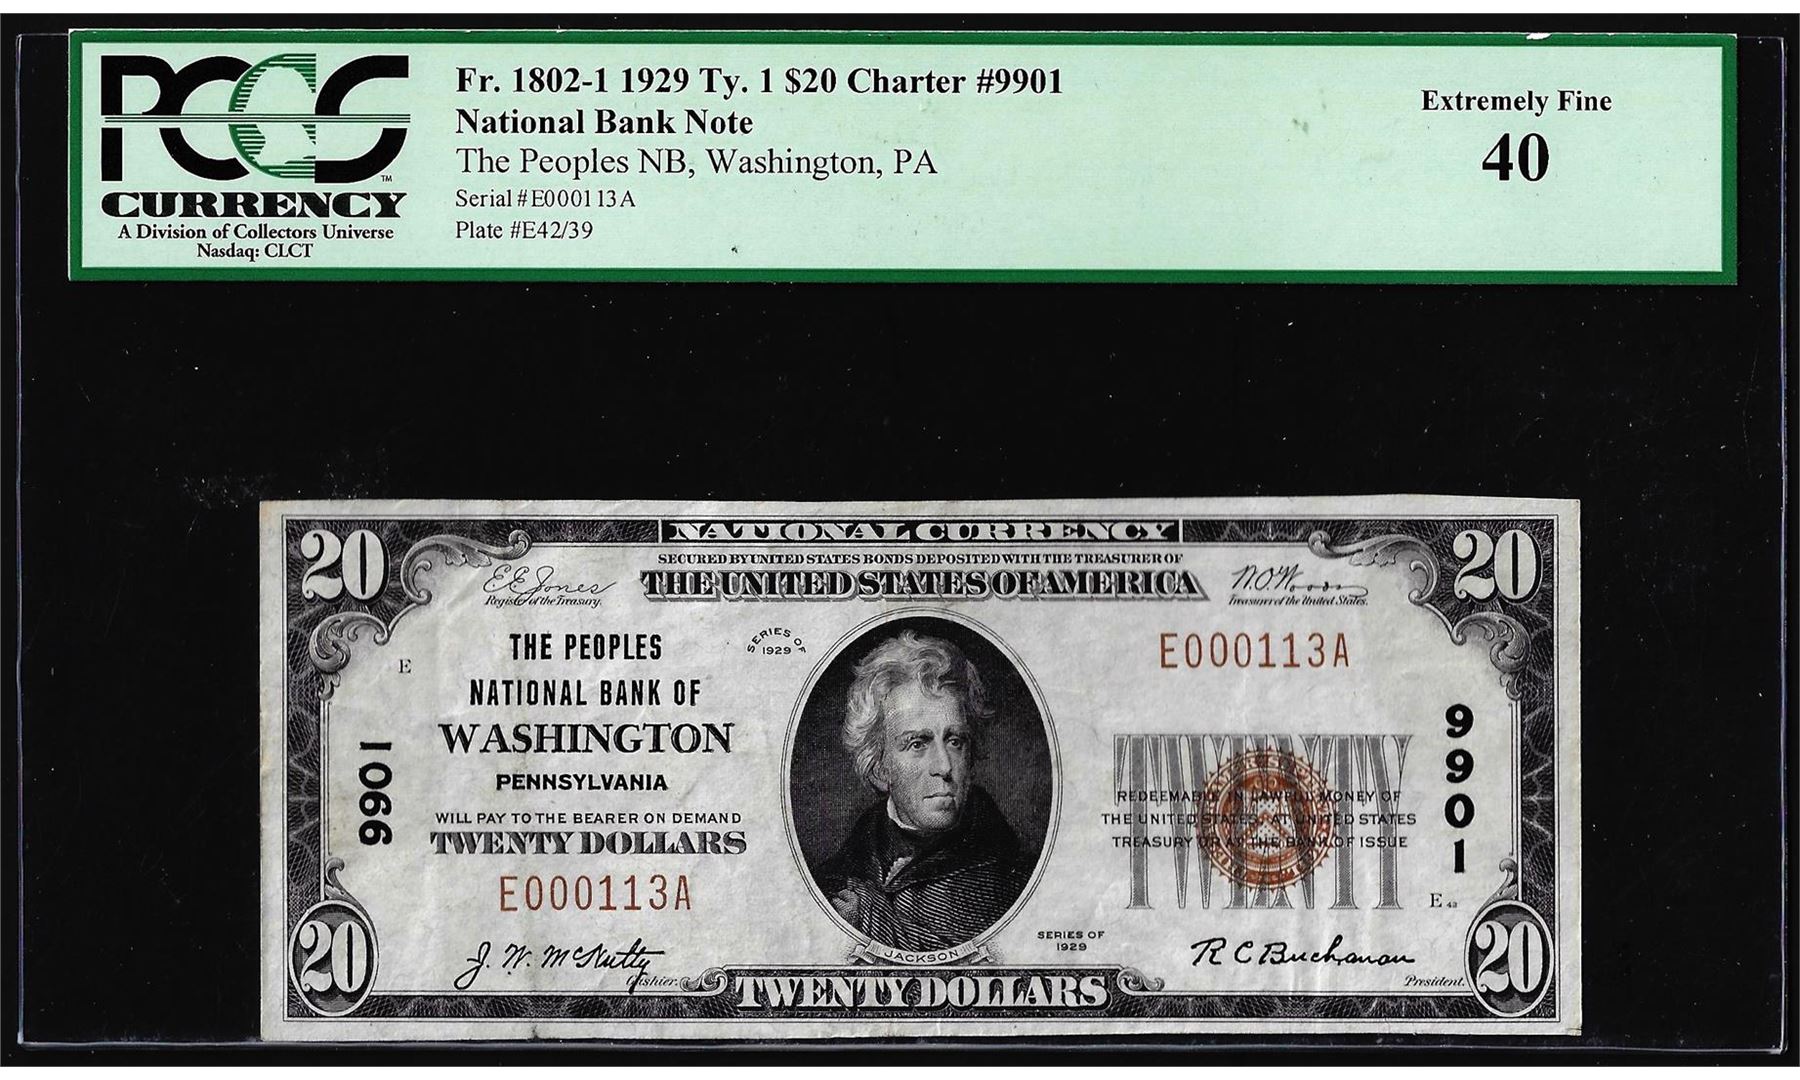 PCGS
TM
CURRENCY
A Division of Collectors Universe
Nasdaq: CLCT
Fr. 1802-1 1929 Ty. 1 $20 Charter #9901
National Bank Note
The Peoples NB, Washington, PA
Serial #E000113A
Plate #E42/39
Extremely Fine
40
NATIONAL CURRENCY
SECURED BY UNITED STATES BONDS DEPOSITED WITH THE TREASURER OF
THE UNITED STATES OF AMERICA
20
20
E E Jones
Register of the Treasury.
W.O. Woods
Treasurer of the United States.
THE PEOPLES
NATIONAL BANK OF
WASHINGTON
PENNSYLVANIA
WILL PAY TO THE BEARER ON DEMAND
TWENTY DOLLARS
E000113A
E
9901
SERIES OF
1929
E000113A
TWENTY
REDEEMABLE IN LAWFUL MONEY OF
THE UNITED STATES, AT UNITED STATES
TREASURY OR AT THE BANK OF ISSUE
9901
E 42
J. W. McNutty
Cashier.
JACKSON
SERIES OF
1929
R C Buchanan
President.
20
TWENTY DOLLARS
20